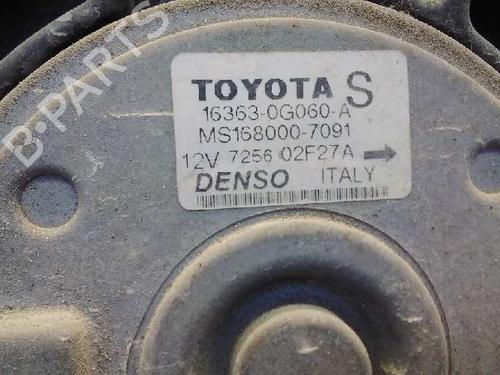 B-PARTS
TOYOTA S
16363-0G060-A
MS168000-7091
12V 7256 02F27A
DENSO ITALY